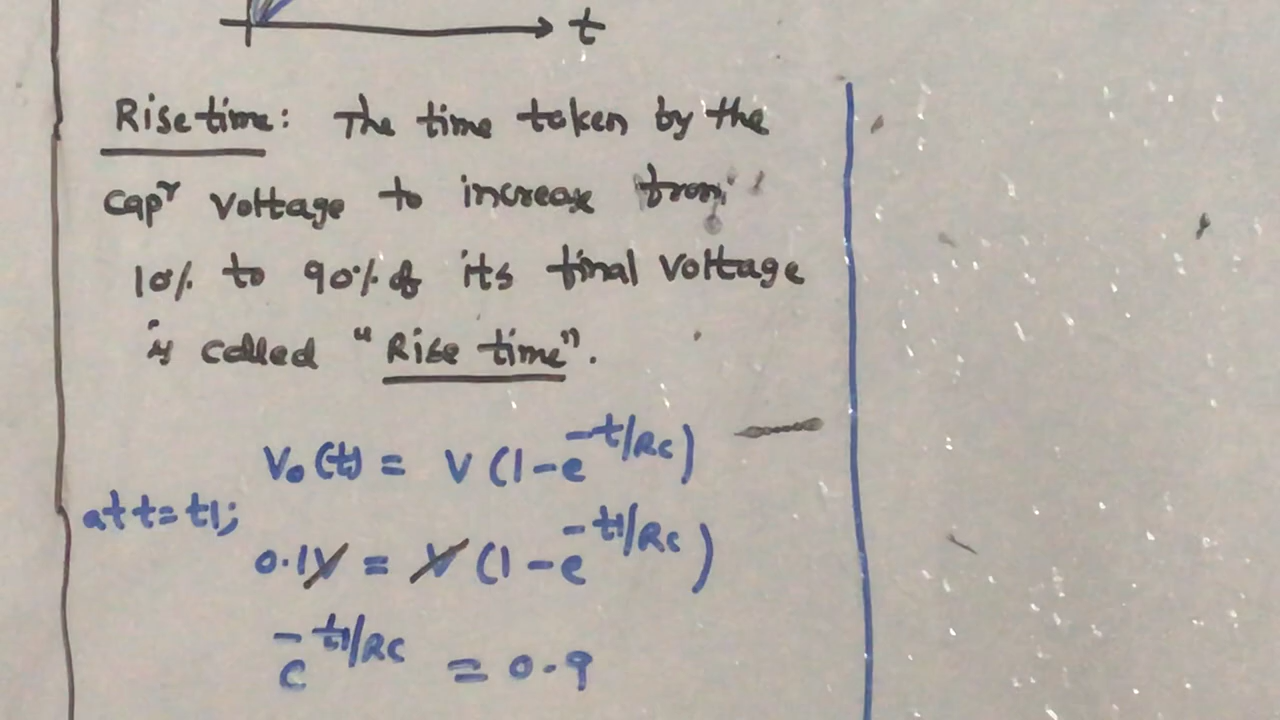 t
Rise time: The time taken by the
capr voltage to increase from
10% to 90% of its final voltage
is called "Rise time".
Vo(t) = V(1-e^-t/RC)
at t=t1;
0.1V = V(1-e^-t1/RC)
e^-t1/RC = 0.9